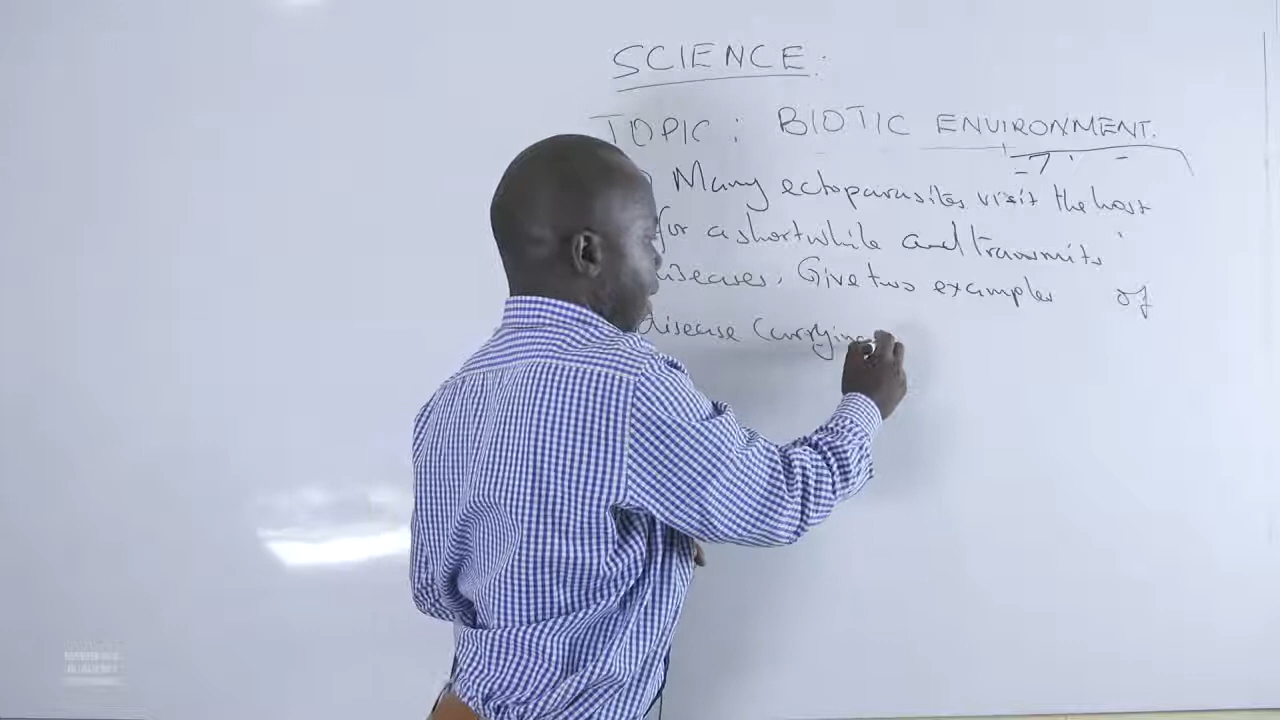 SCIENCE:
TOPIC: BIOTIC ENVIRONMENT.
Many ectoparasites visit the host
for a short while and transmits
diseases. Give two examples of
disease carrying